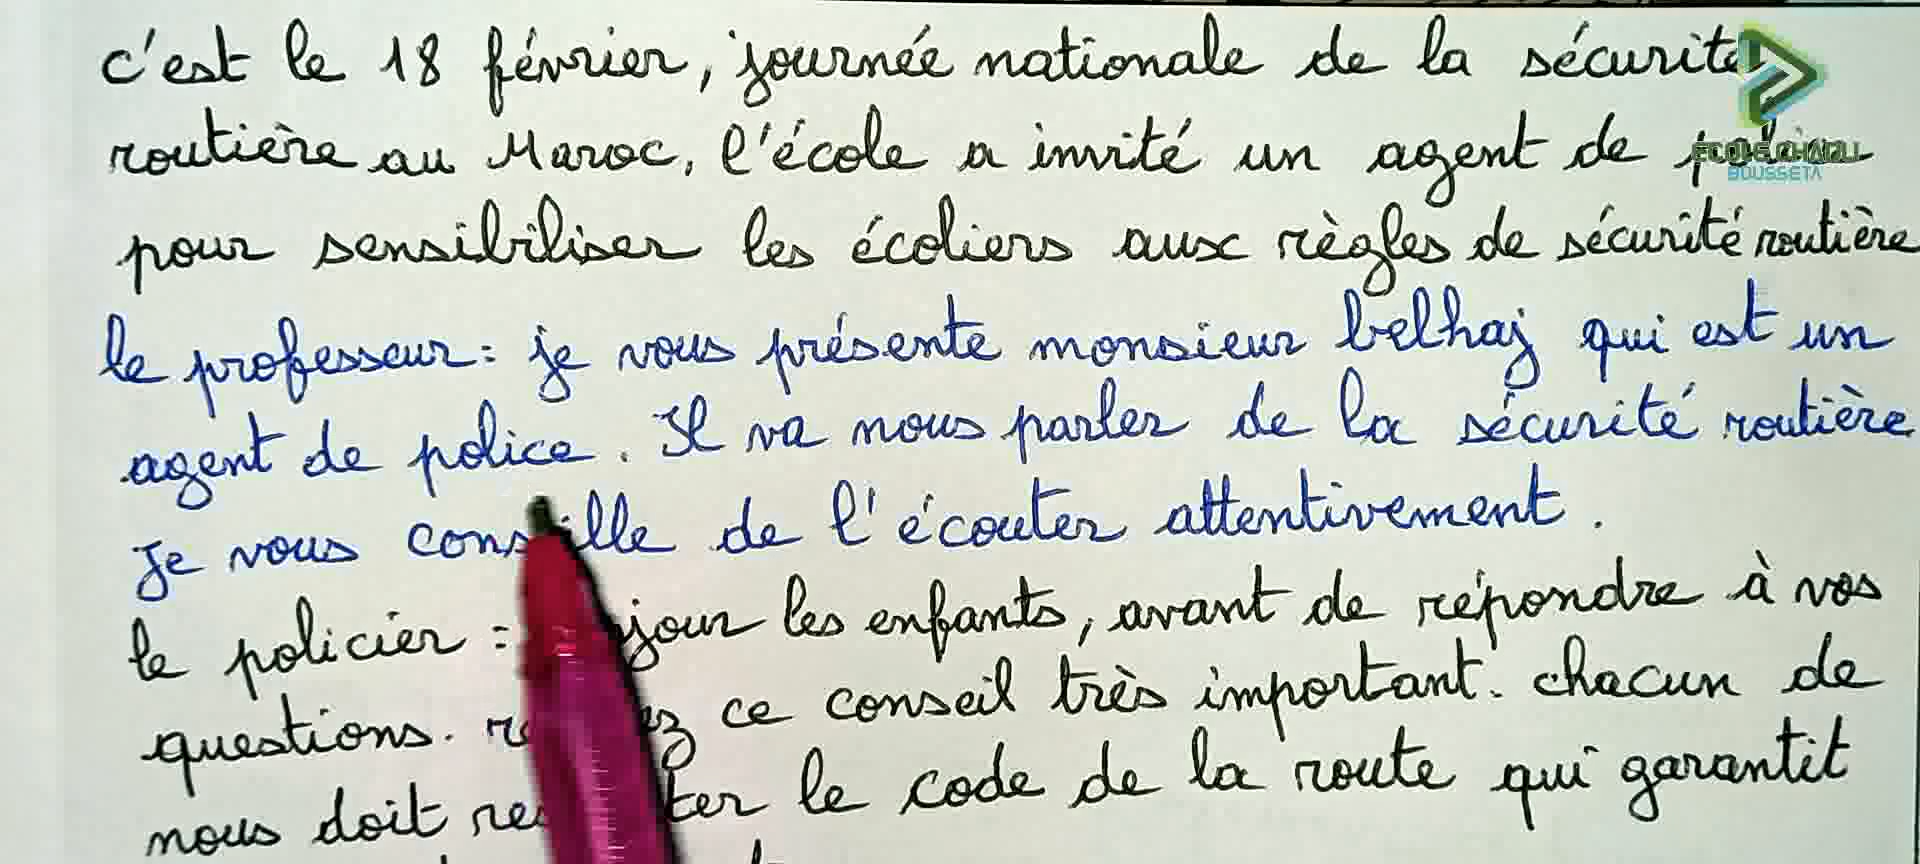 c'est le 18 février, journée nationale de la sécurité
routière au Maroc, l'école a invité un agent de
ECOLE CHADLI
BOUSSETA
pour sensibiliser les écoliers aux règles de sécurité routière
le professeur : je vous présente monsieur belhaj qui est un
agent de police. Il va nous parler de la sécurité routière
Je vous de l'écouter attentivement.
le policier : les enfants, avant de répondre à vos
questions. ce conseil très important. chacun de
nous doit le code de la route qui garantit